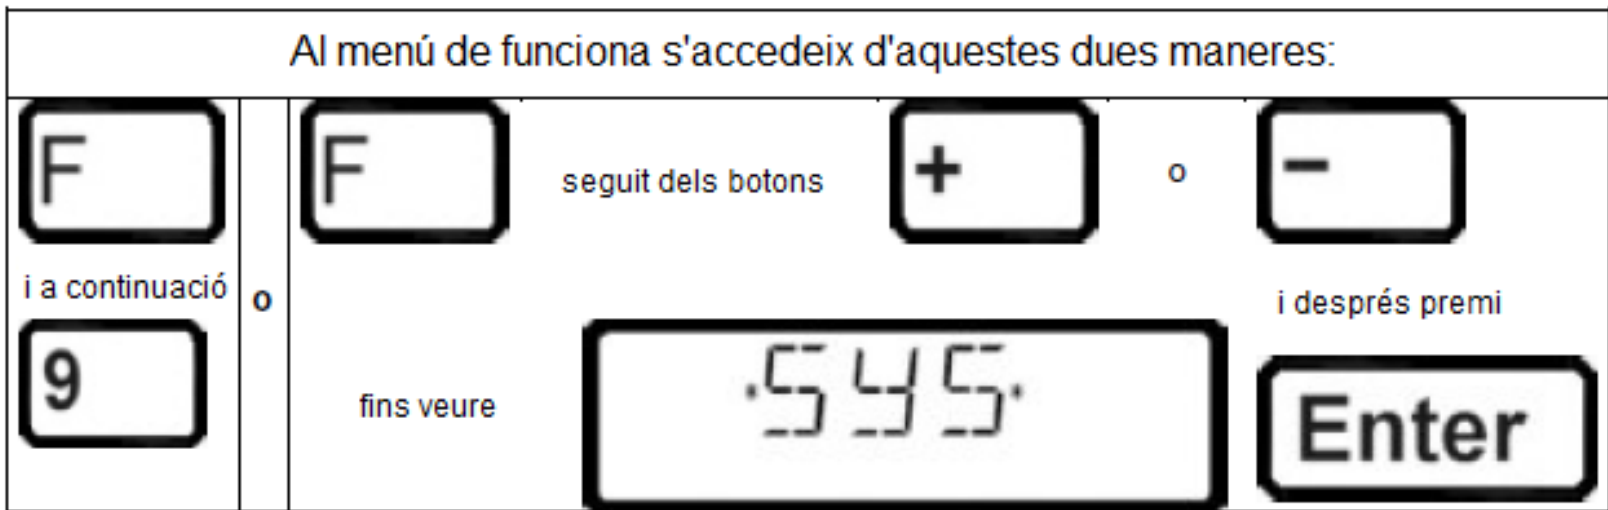 Al menú de funciona s'accedeix d'aquestes dues maneres:
F
i a continuació
9
o
F
seguit dels botons
+
o
-
fins veure
.SYS.
i després premi
Enter